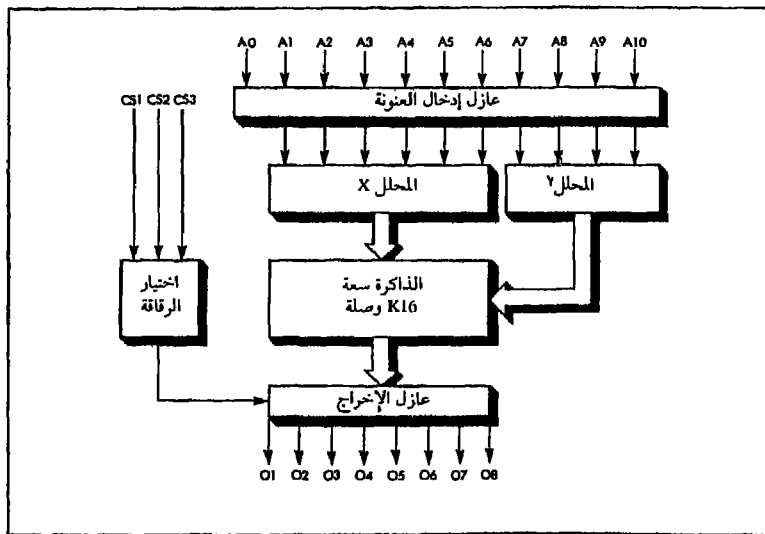 A0 A1 A2 A3 A4 A5 A6 A7 A8 A9 A10
عازل إدخال العنونة
CS1 CS2 CS3
المحلل X
المحلل Y
اختيار
الرقاقة
الذاكرة سعة
K16 وصلة
عازل الإخراج
O1 O2 O3 O4 O5 O6 O7 O8